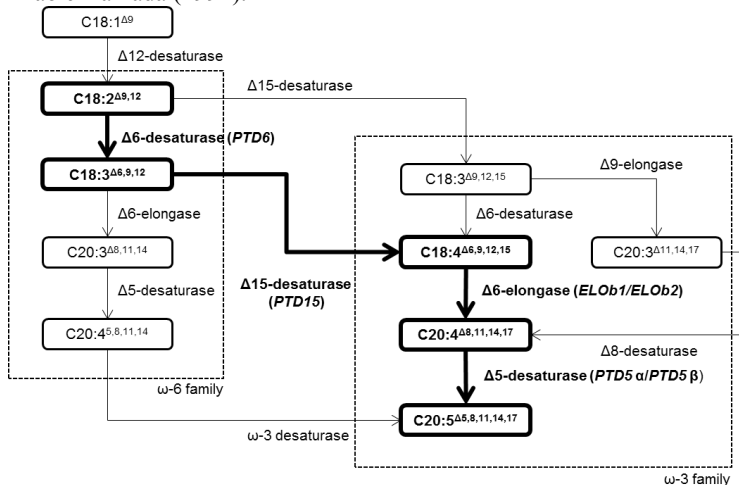 C18:1Δ9
Δ12-desaturase
C18:2Δ9,12
Δ15-desaturase
Δ6-desaturase (PTD6)
C18:3Δ6,9,12
C18:3Δ9,12,15
Δ9-elongase
Δ6-elongase
Δ6-desaturase
C20:3Δ8,11,14
C18:4Δ6,9,12,15
C20:3Δ11,14,17
Δ15-desaturase
(PTD15)
Δ5-desaturase
Δ6-elongase (ELOb1/ELOb2)
C20:45,8,11,14
C20:4Δ8,11,14,17
Δ8-desaturase
Δ5-desaturase (PTD5 α/PTD5 β)
ω-6 family
C20:5Δ5,8,11,14,17
ω-3 desaturase
ω-3 family